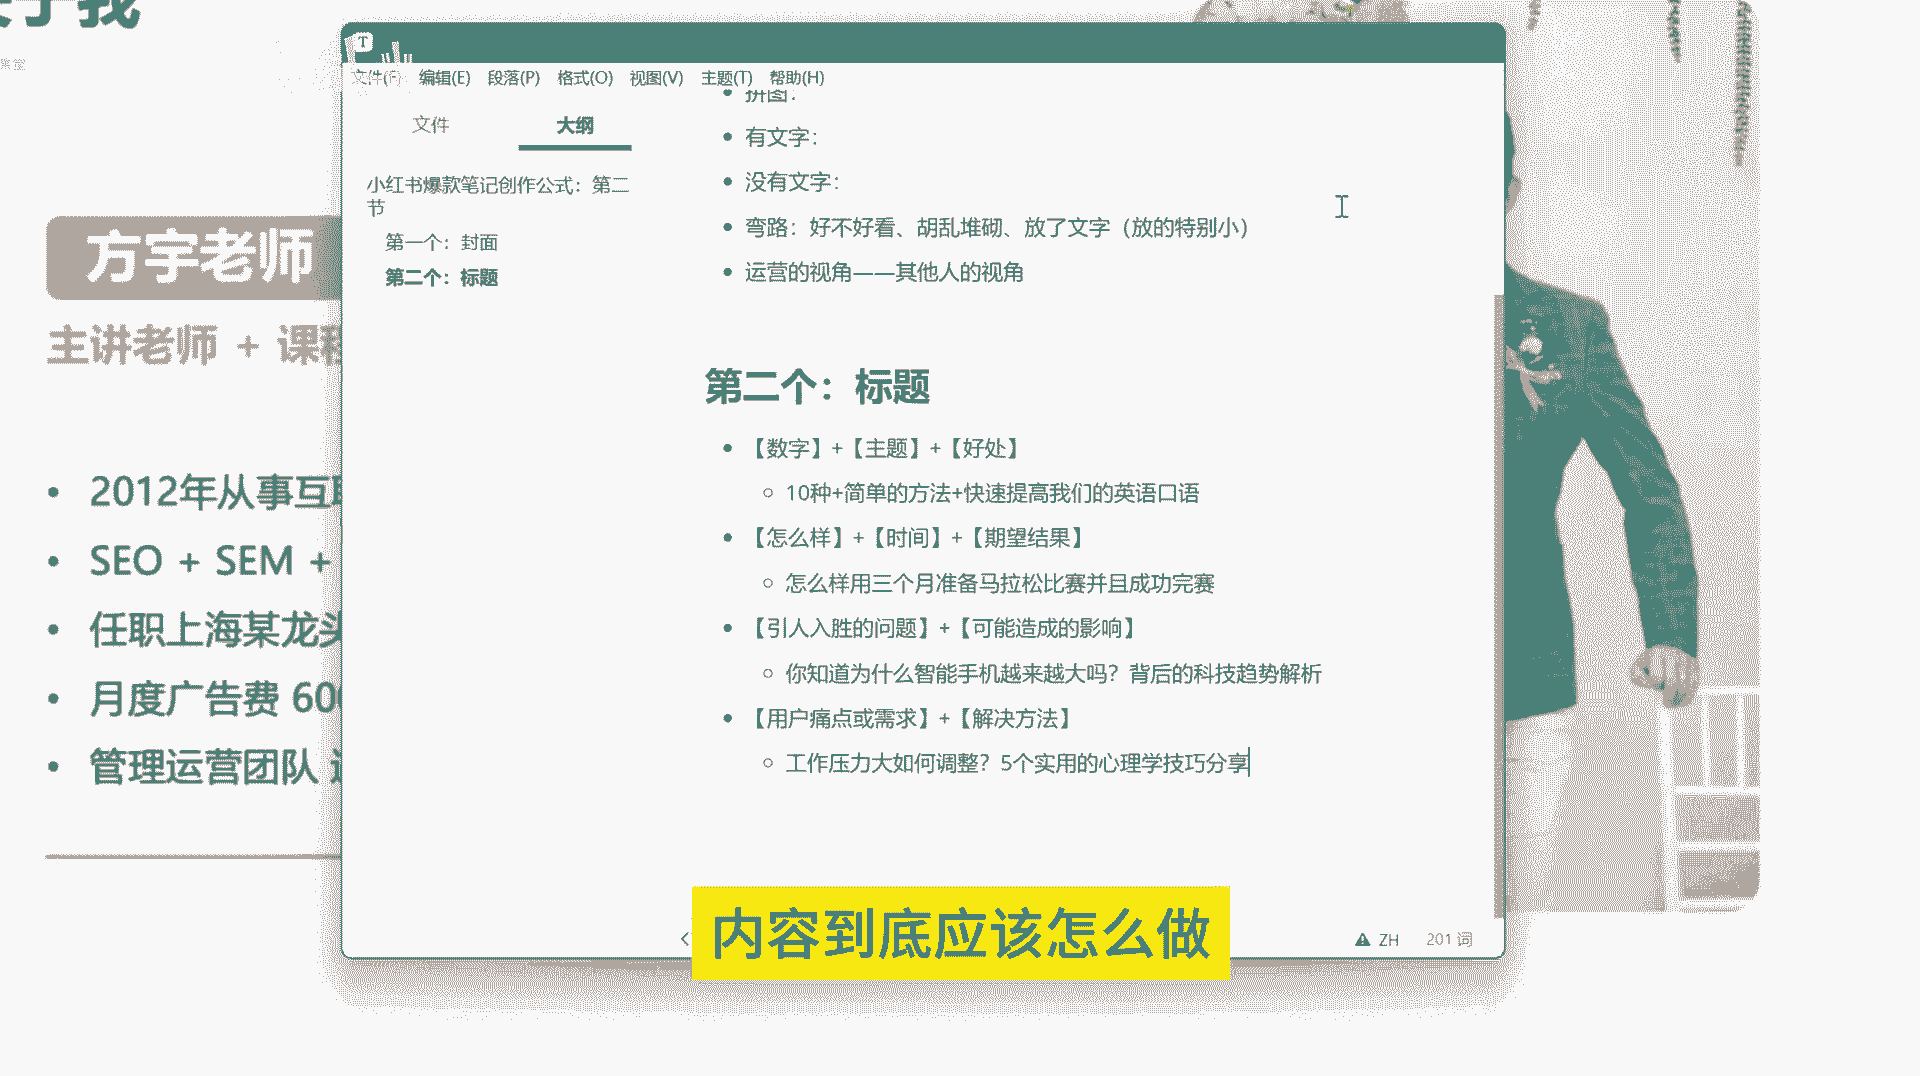 我
方宇老师
主讲老师 + 课程
2012年从事互联
SEO + SEM +
任职上海某龙头
月度广告费 600
管理运营团队
T
文件(F) 编辑(E) 段落(P) 格式(O) 视图(V) 主题(T) 帮助(H)
文件 大纲
小红书爆款笔记创作公式：第二
节
第一个：封面
第二个：标题
拼图：
有文字：
没有文字：
弯路：好不好看、胡乱堆砌、放了文字（放的特别小）
运营的视角——其他人的视角
第二个：标题
【数字】+【主题】+【好处】
10种+简单的方法+快速提高我们的英语口语
【怎么样】+【时间】+【期望结果】
怎么样用三个月准备马拉松比赛并且成功完赛
【引人入胜的问题】+【可能造成的影响】
你知道为什么智能手机越来越大吗？背后的科技趋势解析
【用户痛点或需求】+【解决方法】
工作压力大如何调整？5个实用的心理学技巧分享
内容到底应该怎么做
ZH 201 词